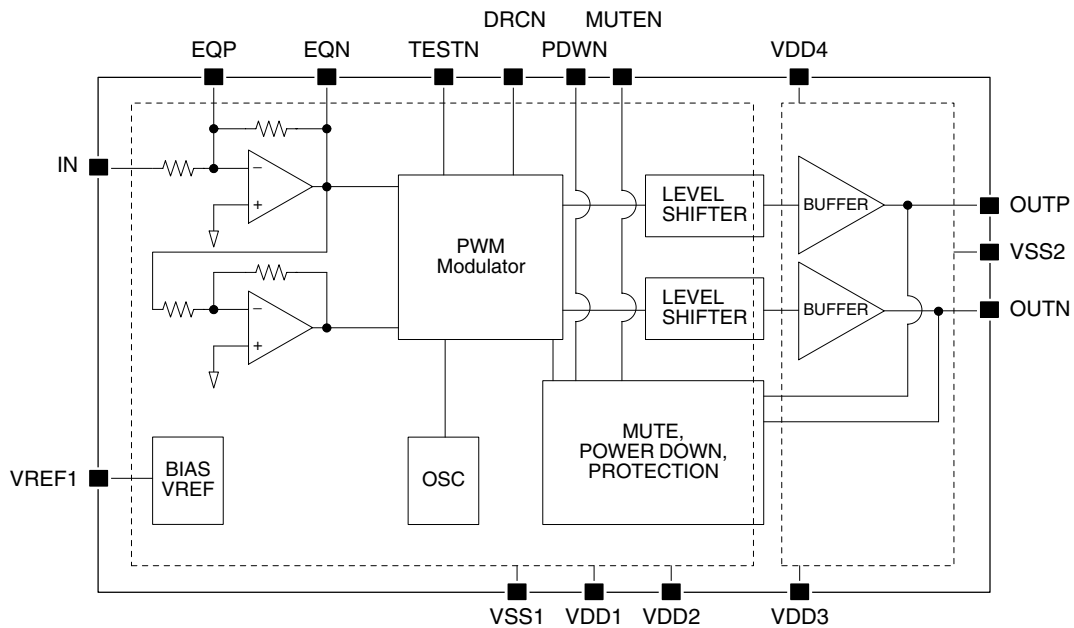 DRCN MUTEN
EQP EQN TESTN PDWN VDD4
IN
−
+
LEVEL
SHIFTER
BUFFER
OUTP
PWM
Modulator
VSS2
−
+
LEVEL
SHIFTER
BUFFER
OUTN
MUTE,
POWER DOWN,
PROTECTION
VREF1
BIAS
VREF
OSC
VSS1 VDD1 VDD2 VDD3